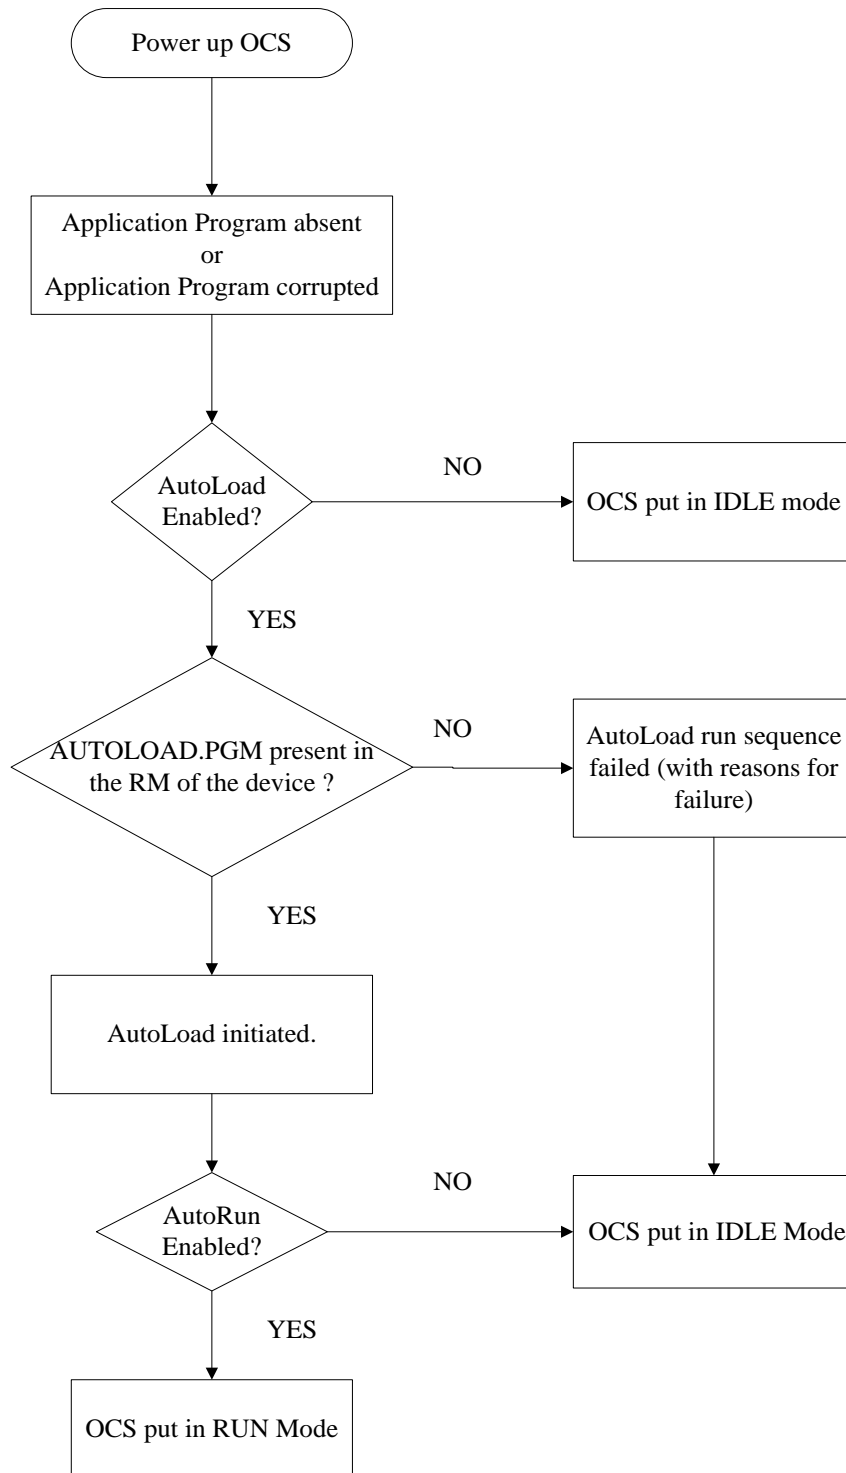 Power up OCS
Application Program absent
or
Application Program corrupted
AutoLoad
Enabled?
NO
OCS put in IDLE mode
YES
AUTOLOAD.PGM present in
the RM of the device ?
NO
AutoLoad run sequence
failed (with reasons for
failure)
YES
AutoLoad initiated.
AutoRun
Enabled?
NO
OCS put in IDLE Mode
YES
OCS put in RUN Mode